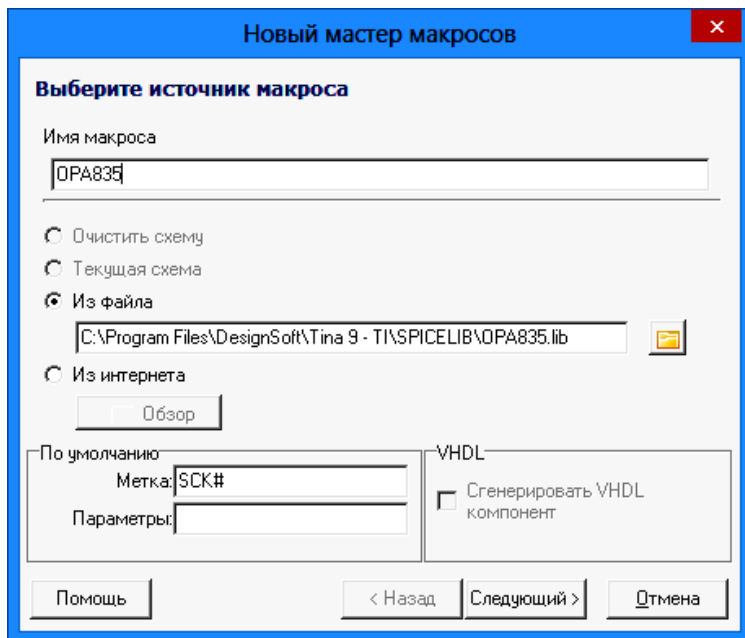 Новый мастер макросов
Выберите источник макроса
Имя макроса
OPA835
Очистить схему
Текущая схема
Из файла
C:\Program Files\DesignSoft\Tina 9 - TI\SPICELIB\OPA835.lib
Из интернета
Обзор
По умолчанию
Метка: SCK#
Параметры:
VHDL
Сгенерировать VHDL
компонент
Помощь
< Назад
Следующий >
Отмена